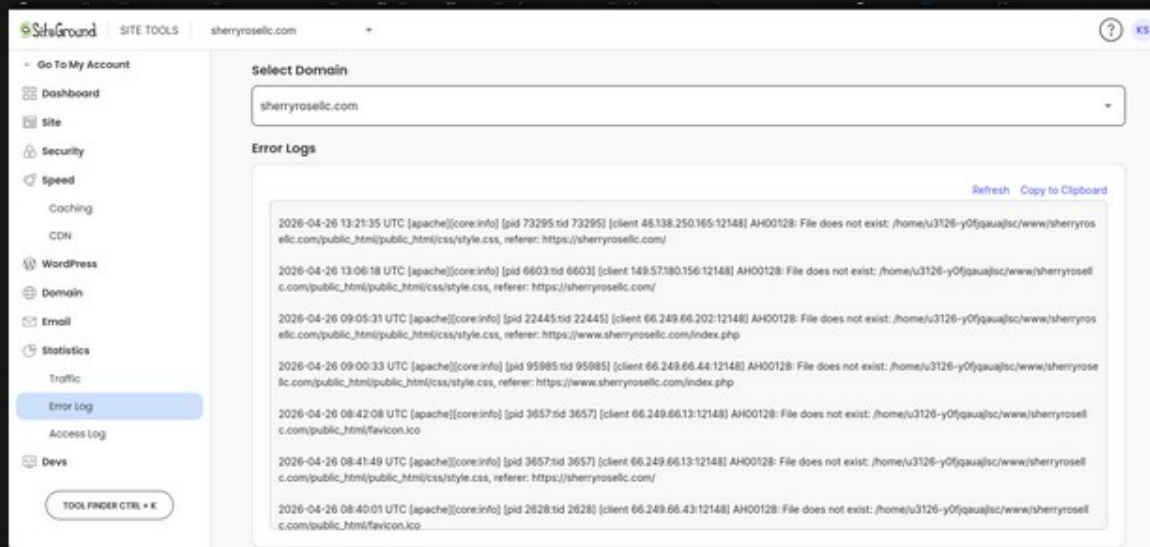 SiteGround
SITE TOOLS
sherryrosellc.com
?
KS
Go To My Account
Dashboard
Site
Security
Speed
Caching
CDN
WordPress
Domain
Email
Statistics
Traffic
Error Log
Access Log
Devs
TOOL FINDER CTRL + K
Select Domain
sherryrosellc.com
Error Logs
Refresh Copy to Clipboard
2026-04-26 13:21:35 UTC [apache][core:info] [pid 73295:tid 73295] [client 46.138.250.165:12148] AH00128: File does not exist: /home/u3126-y0fjqauajlsc/www/sherryros
ellc.com/public_html/public_html/css/style.css, referer: https://sherryrosellc.com/
2026-04-26 13:06:18 UTC [apache][core:info] [pid 6603:tid 6603] [client 149.57.180.156:12148] AH00128: File does not exist: /home/u3126-y0fjqauajlsc/www/sherryrosell
c.com/public_html/public_html/css/style.css, referer: https://sherryrosellc.com/
2026-04-26 09:05:31 UTC [apache][core:info] [pid 22445:tid 22445] [client 66.249.66.202:12148] AH00128: File does not exist: /home/u3126-y0fjqauajlsc/www/sherryros
ellc.com/public_html/public_html/css/style.css, referer: https://www.sherryrosellc.com/index.php
2026-04-26 09:00:33 UTC [apache][core:info] [pid 95985:tid 95985] [client 66.249.66.44:12148] AH00128: File does not exist: /home/u3126-y0fjqauajlsc/www/sherryrose
llc.com/public_html/public_html/css/style.css, referer: https://www.sherryrosellc.com/index.php
2026-04-26 08:42:08 UTC [apache][core:info] [pid 3657:tid 3657] [client 66.249.66.13:12148] AH00128: File does not exist: /home/u3126-y0fjqauajlsc/www/sherryrosell
c.com/public_html/favicon.ico
2026-04-26 08:41:49 UTC [apache][core:info] [pid 3657:tid 3657] [client 66.249.66.13:12148] AH00128: File does not exist: /home/u3126-y0fjqauajlsc/www/sherryrosell
c.com/public_html/public_html/css/style.css, referer: https://sherryrosellc.com/
2026-04-26 08:40:01 UTC [apache][core:info] [pid 2628:tid 2628] [client 66.249.66.43:12148] AH00128: File does not exist: /home/u3126-y0fjqauajlsc/www/sherryrosell
c.com/public_html/favicon.ico